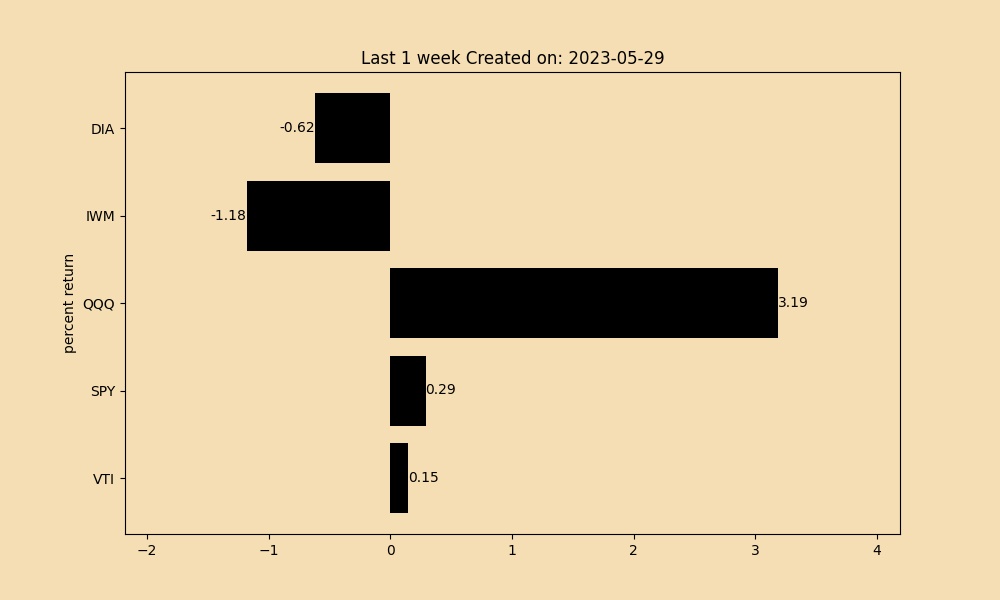 Last 1 week Created on: 2023-05-29
percent return
DIA
-0.62
IWM
-1.18
QQQ
3.19
SPY
0.29
VTI
0.15
−2
−1
0
1
2
3
4